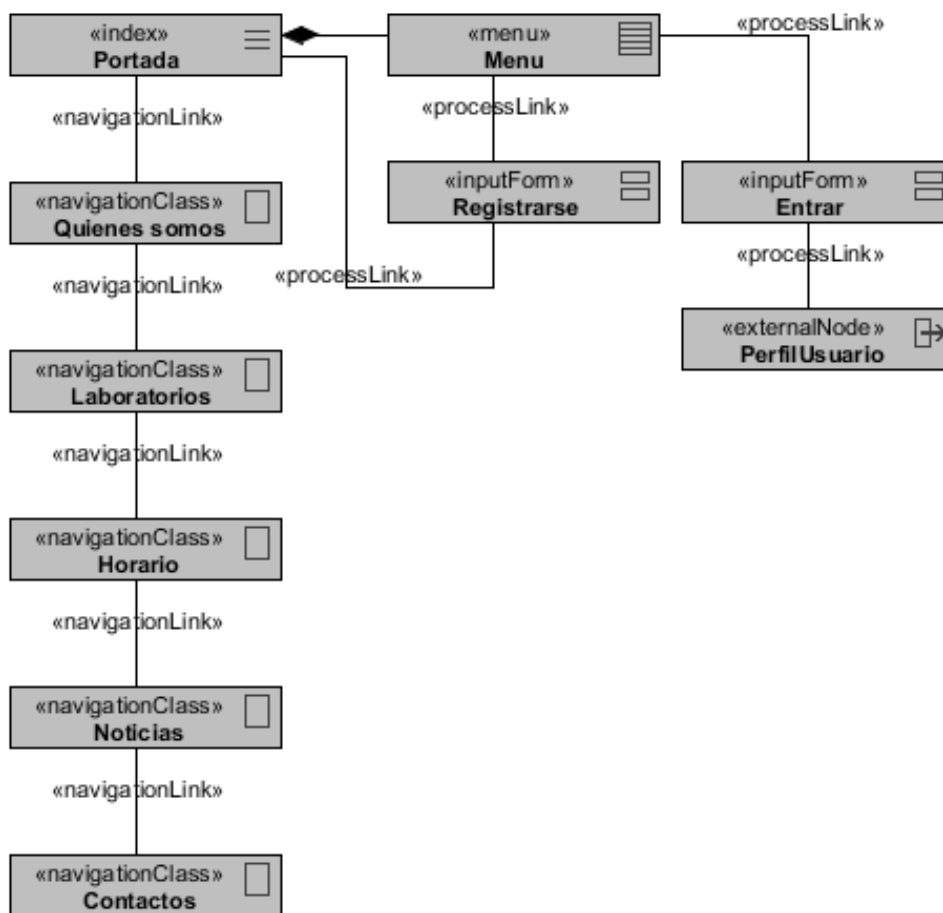 «index»
Portada
«menu»
Menu
«processLink»
«navigationLink»
«processLink»
«navigationClass»
Quienes somos
«inputForm»
Registrarse
«inputForm»
Entrar
«navigationLink»
«processLink»
«processLink»
«externalNode»
PerfilUsuario
«navigationClass»
Laboratorios
«navigationLink»
«navigationClass»
Horario
«navigationLink»
«navigationClass»
Noticias
«navigationLink»
«navigationClass»
Contactos